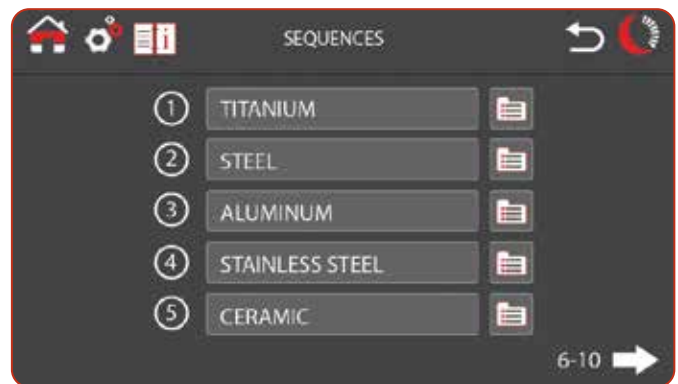 SEQUENCES
1 TITANIUM
2 STEEL
3 ALUMINUM
4 STAINLESS STEEL
5 CERAMIC
6-10